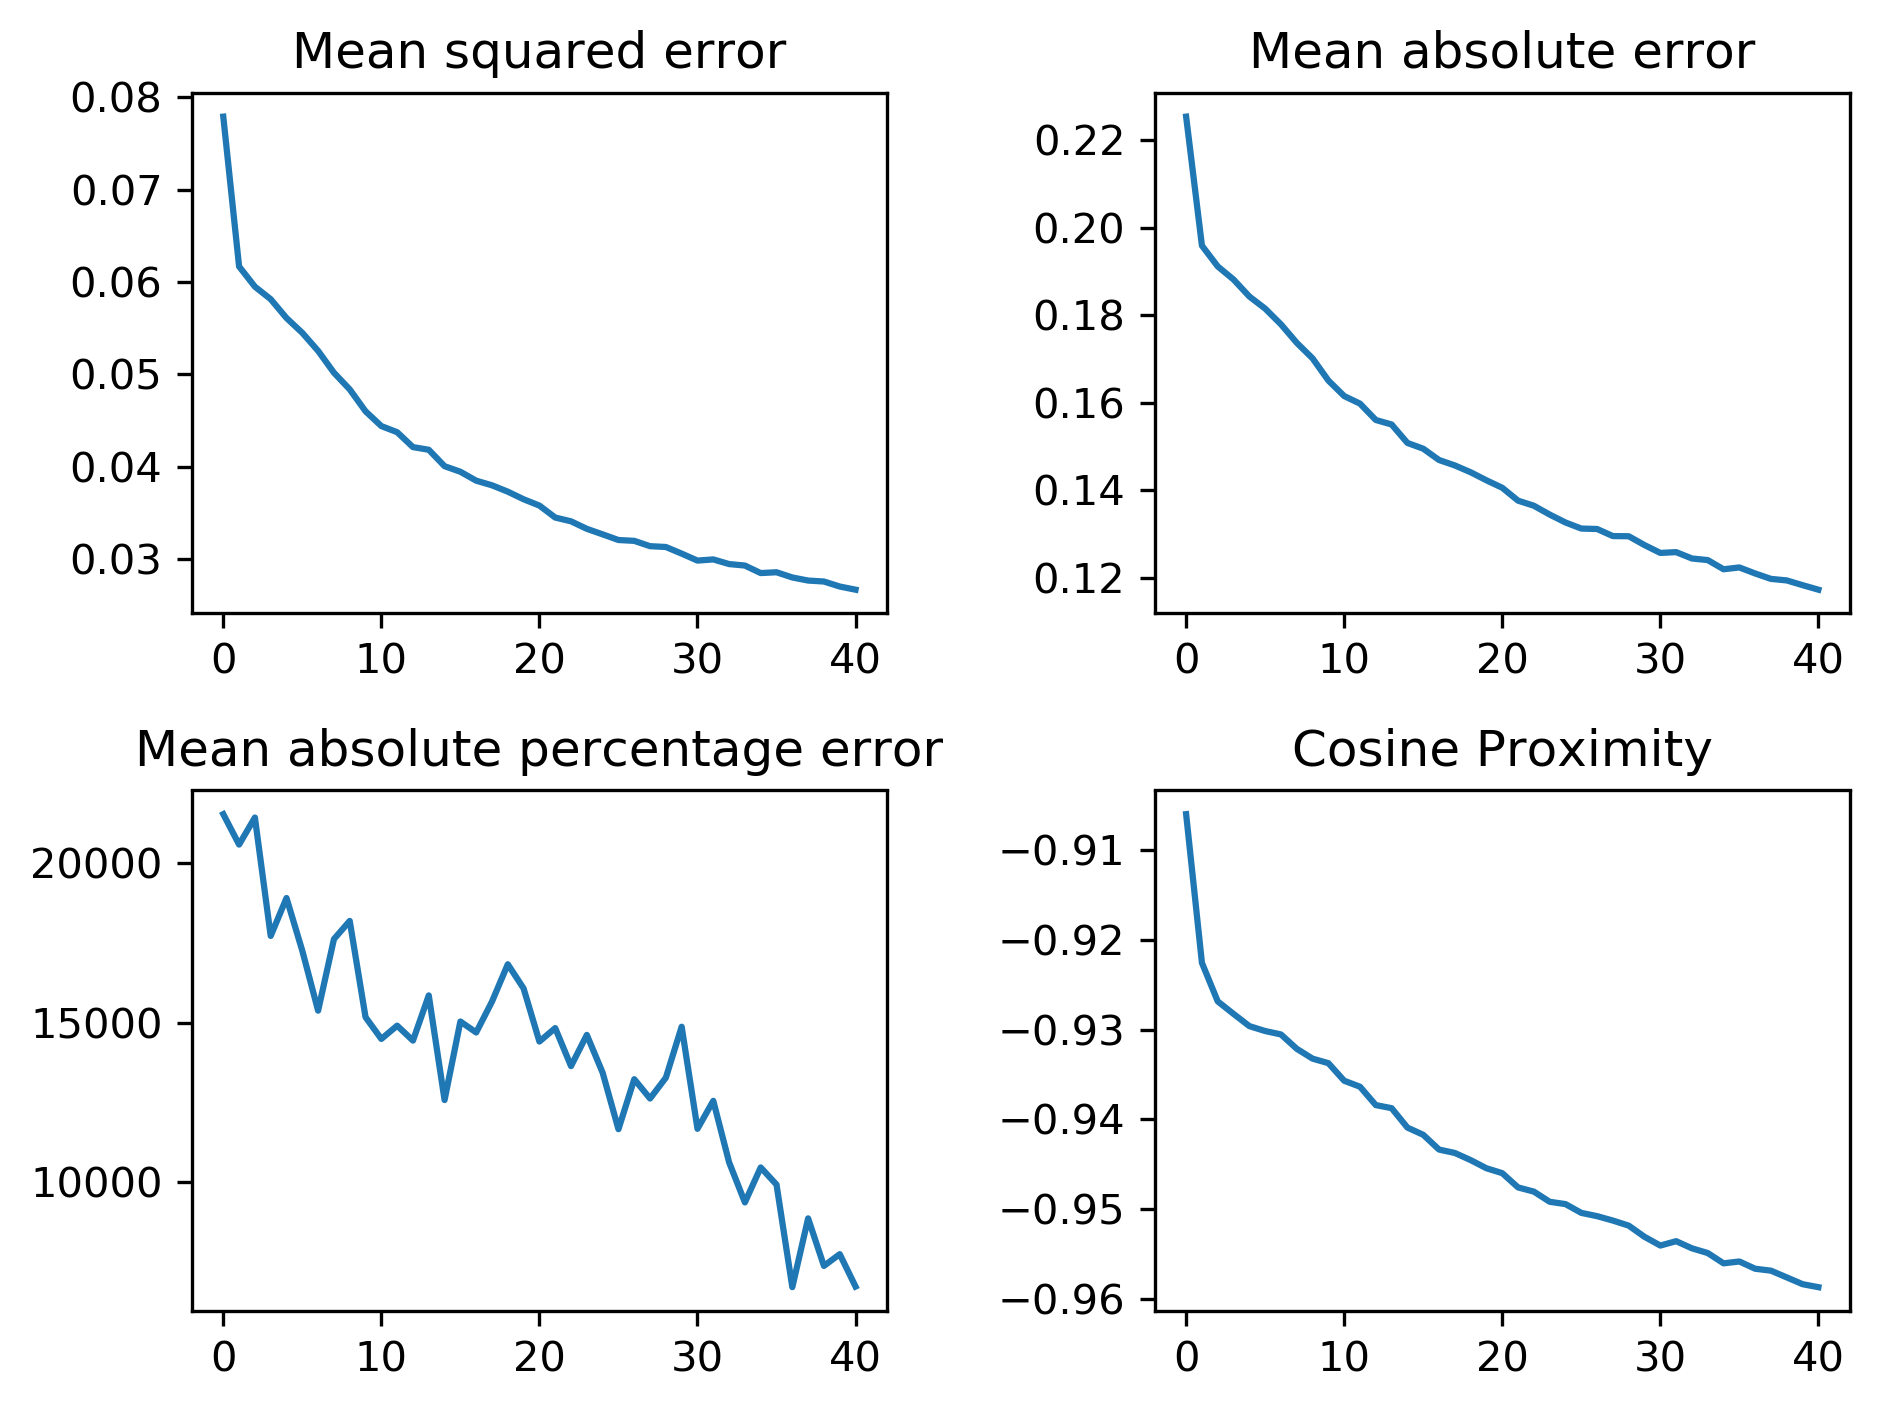 Mean squared error
0.08
0.07
0.06
0.05
0.04
0.03
0 10 20 30 40
Mean absolute error
0.22
0.20
0.18
0.16
0.14
0.12
0 10 20 30 40
Mean absolute percentage error
20000
15000
10000
0 10 20 30 40
Cosine Proximity
−0.91
−0.92
−0.93
−0.94
−0.95
−0.96
0 10 20 30 40